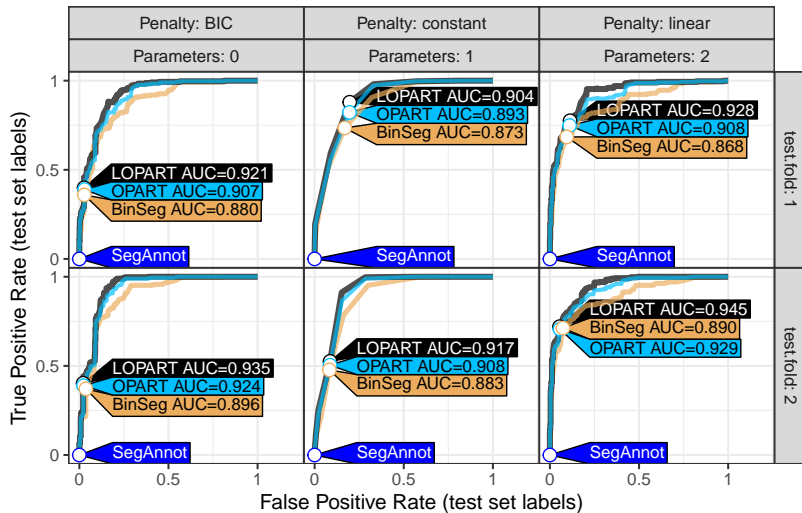 Penalty: BIC Penalty: constant Penalty: linear
Parameters: 0 Parameters: 1 Parameters: 2
True Positive Rate (test set labels)
1
LOPART AUC=0.921
OPART AUC=0.907
BinSeg AUC=0.880
SegAnnot
LOPART AUC=0.904
OPART AUC=0.893
BinSeg AUC=0.873
SegAnnot
LOPART AUC=0.928
OPART AUC=0.908
BinSeg AUC=0.868
SegAnnot
0.5
0
test.fold: 1
1
LOPART AUC=0.935
OPART AUC=0.924
BinSeg AUC=0.896
SegAnnot
LOPART AUC=0.917
OPART AUC=0.908
BinSeg AUC=0.883
SegAnnot
LOPART AUC=0.945
BinSeg AUC=0.890
OPART AUC=0.929
SegAnnot
0.5
0
test.fold: 2
0 0.5 1 0 0.5 1 0 0.5 1
False Positive Rate (test set labels)